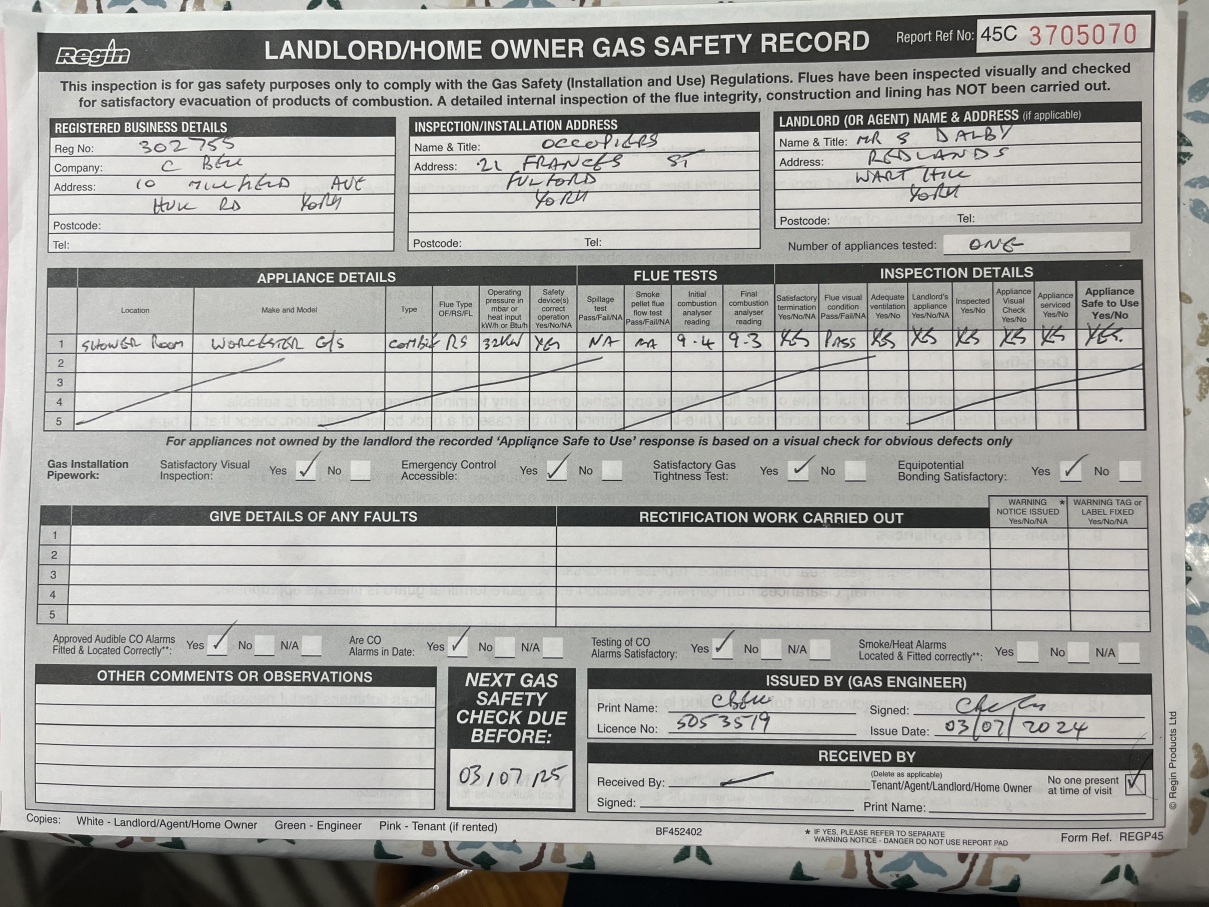 Regin
LANDLORD/HOME OWNER GAS SAFETY RECORD
Report Ref No: 45C 3705070
This inspection is for gas safety purposes only to comply with the Gas Safety (Installation and Use) Regulations. Flues have been inspected visually and checked
for satisfactory evacuation of products of combustion. A detailed internal inspection of the flue integrity, construction and lining has NOT been carried out.
REGISTERED BUSINESS DETAILS
Reg No: 302755
Company: C BELL
Address: 10 MILLFIELD AVE
HULL RD YORK
Postcode:
Tel:
INSPECTION/INSTALLATION ADDRESS
Name & Title: OCCOPIERS
Address: 21 FRANCES ST
FULFORD
YORK
Postcode: Tel:
LANDLORD (OR AGENT) NAME & ADDRESS (if applicable)
Name & Title: MR S DALBY
Address: REDLANDS
WART HILL
YORK
Postcode: Tel:
Number of appliances tested: ONE
APPLIANCE DETAILS FLUE TESTS INSPECTION DETAILS
Location
Make and Model
Type
Flue Type OF/RS/FL
Operating pressure in mbar or heat input kW/h or Btu/h
Safety device(s) correct operation Yes/No/NA
Spillage test Pass/Fail/NA
Smoke pellet flue flow test Pass/Fail/NA
Initial combustion analyser reading
Final combustion analyser reading
Satisfactory termination Yes/No/NA
Flue visual condition Pass/Fail/NA
Adequate ventilation Yes/No
Landlord's appliance Yes/No/NA
Inspected Yes/No
Appliance Visual Check Yes/No
Appliance serviced Yes/No
Appliance Safe to Use Yes/No
1 SHOWER ROOM WORCESTER G/S COMBI RS 32KW YES NA NA 9.4 9.3 YES PASS YES YES YES YES YES YES.
2
3
4
5
For appliances not owned by the landlord the recorded 'Appliance Safe to Use' response is based on a visual check for obvious defects only
Gas Installation Pipework: Satisfactory Visual Inspection: Yes ✓ No Emergency Control Accessible: Yes ✓ No Satisfactory Gas Tightness Test: Yes ✓ No Equipotential Bonding Satisfactory: Yes ✓ No
GIVE DETAILS OF ANY FAULTS RECTIFICATION WORK CARRIED OUT WARNING NOTICE ISSUED Yes/No/NA * WARNING TAG or LABEL FIXED Yes/No/NA
1
2
3
4
5
Approved Audible CO Alarms Fitted & Located Correctly**: Yes ✓ No N/A Are CO Alarms in Date: Yes ✓ No N/A Testing of CO Alarms Satisfactory: Yes ✓ No N/A Smoke/Heat Alarms Located & Fitted correctly**: Yes No N/A
OTHER COMMENTS OR OBSERVATIONS
NEXT GAS
SAFETY
CHECK DUE
BEFORE:
03/07/25
ISSUED BY (GAS ENGINEER)
Print Name: Signed:
Licence No: 5053519 Issue Date: 03/07/2024
RECEIVED BY
Received By: (Delete as applicable) Tenant/Agent/Landlord/Home Owner
No one present at time of visit ✓
Signed: Print Name:
Copies: White - Landlord/Agent/Home Owner Green - Engineer Pink - Tenant (if rented)
BF452402
* IF YES, PLEASE REFER TO SEPARATE
WARNING NOTICE - DANGER DO NOT USE REPORT PAD
Form Ref. REGP45
© Regin Products Ltd